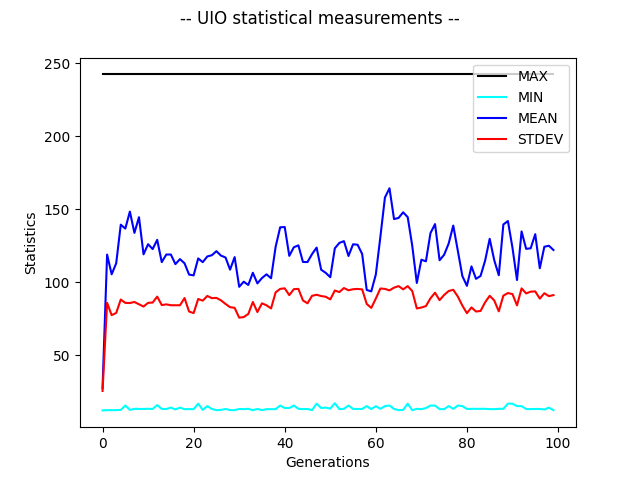 -- UIO statistical measurements --
250
200
150
100
50
Statistics
MAX
MIN
MEAN
STDEV
0
20
40
60
80
100
Generations